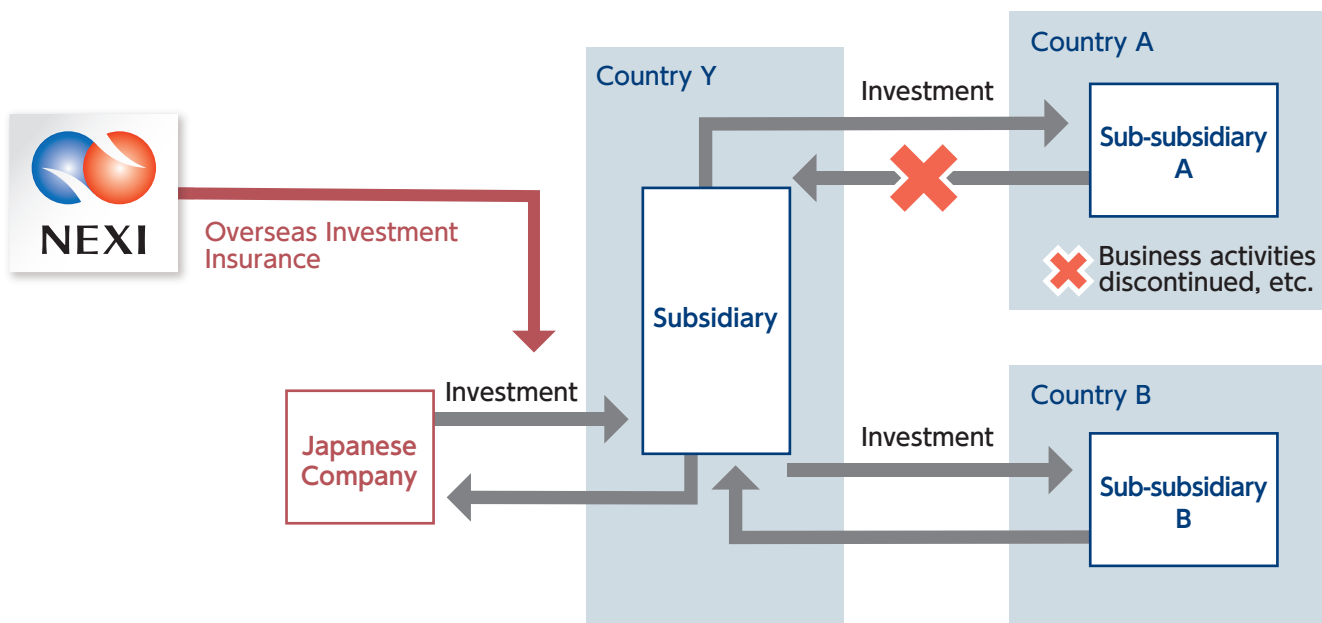 NEXI
Overseas Investment
Insurance
Japanese
Company
Investment
Country Y
Subsidiary
Investment
Country A
Sub-subsidiary
A
Business activities
discontinued, etc.
Investment
Country B
Sub-subsidiary
B